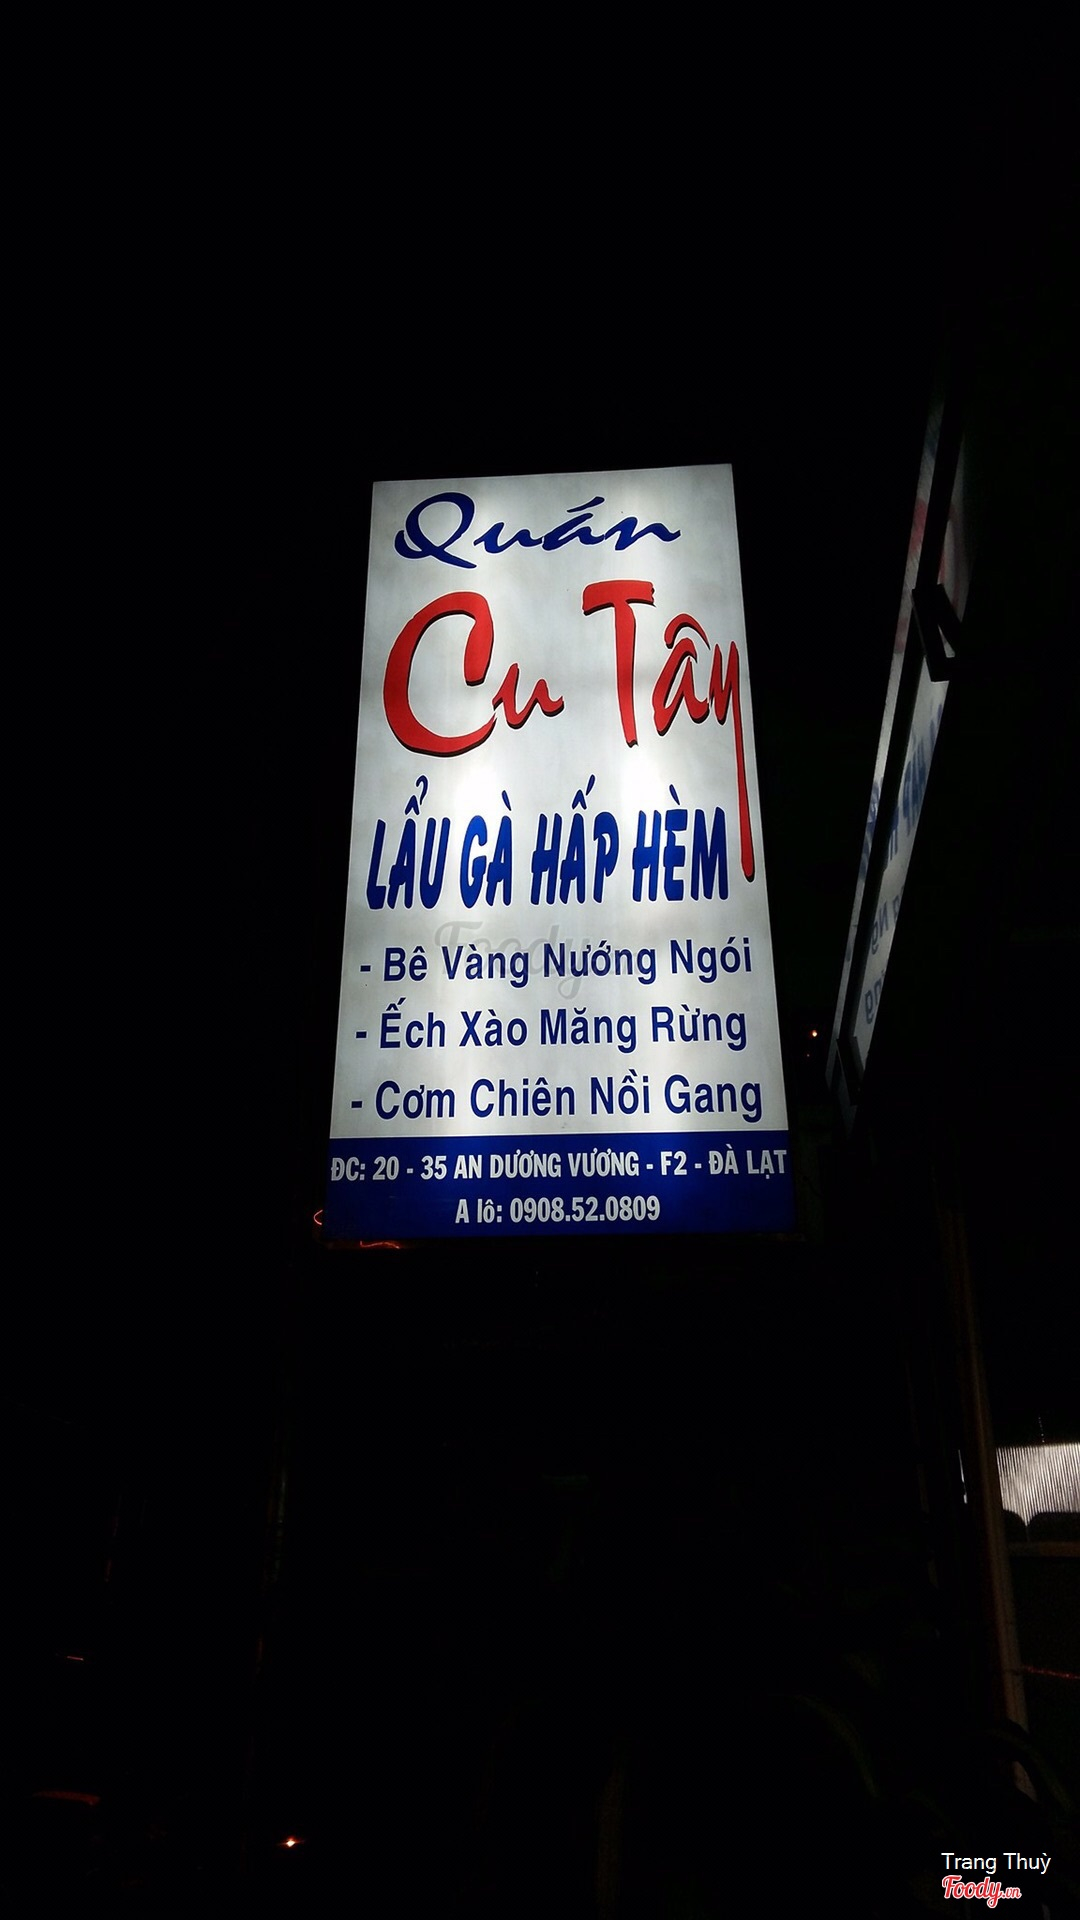 Quán
Cu Tây
LẨU GÀ HẤP HÈM
- Bê Vàng Nướng Ngói
- Ếch Xào Măng Rừng
- Cơm Chiên Nồi Gang
ĐC: 20 - 35 AN DƯƠNG VƯƠNG - F2 - ĐÀ LẠT
A lô: 0908.52.0809
Foody
Trang Thuỳ
Foody.vn